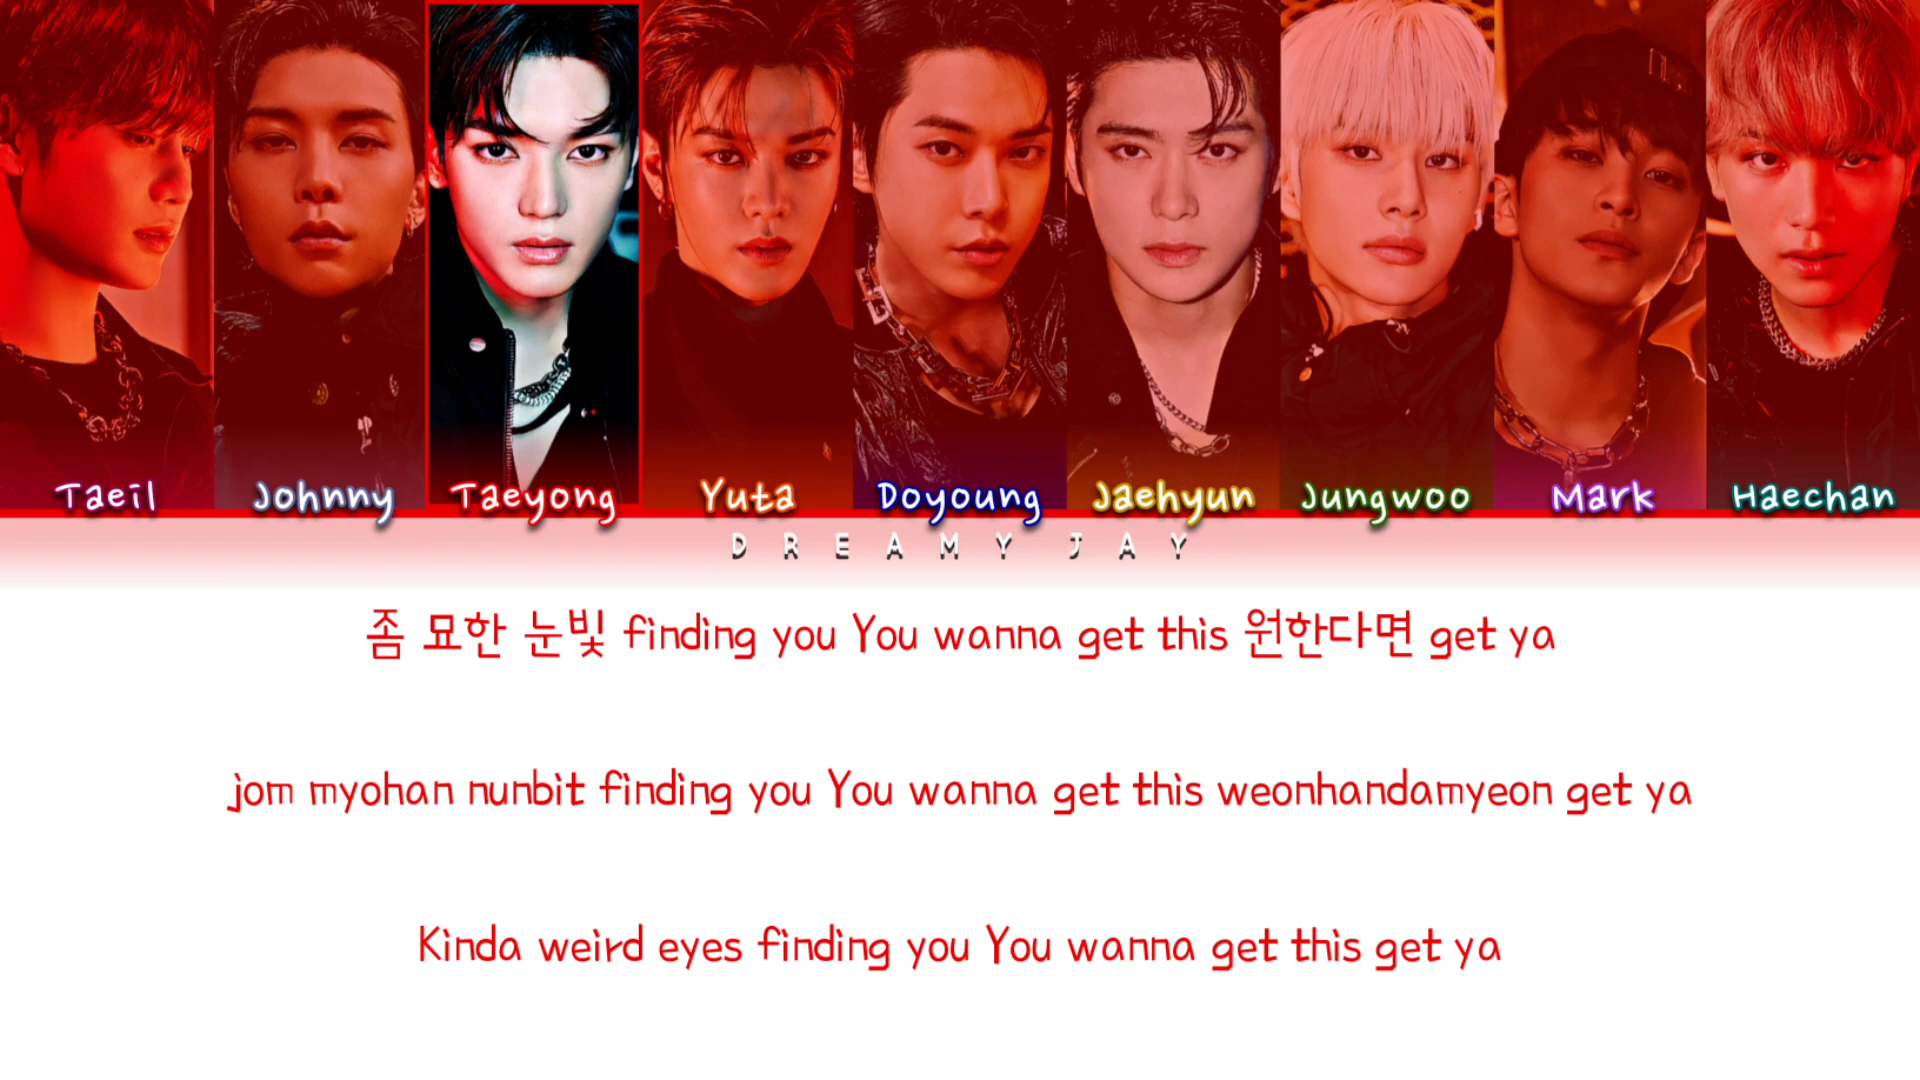 Taeil Johnny Taeyong Yuta Doyoung Jaehyun Jungwoo Mark Haechan
DREAMY JAY
좀 묘한 눈빛 finding you You wanna get this 원한다면 get ya
jom myohan nunbit finding you You wanna get this weonhandamyeon get ya
Kinda weird eyes finding you You wanna get this get ya